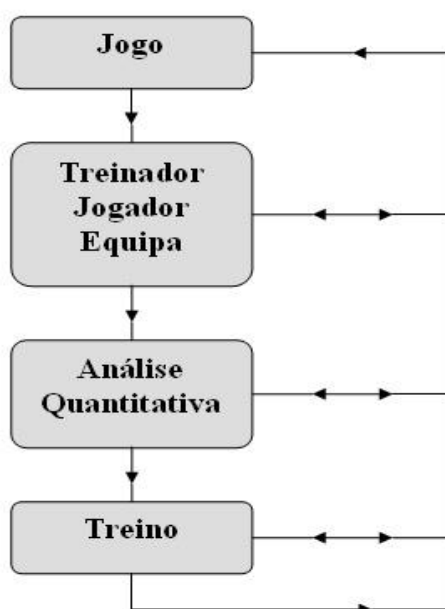 Jogo
Treinador
Jogador
Equipa
Análise
Quantitativa
Treino